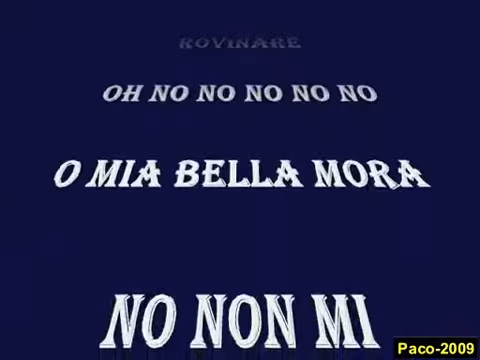 ROVINARE
OH NO NO NO NO NO
O MIA BELLA MORA
NO NON MI
Paco-2009